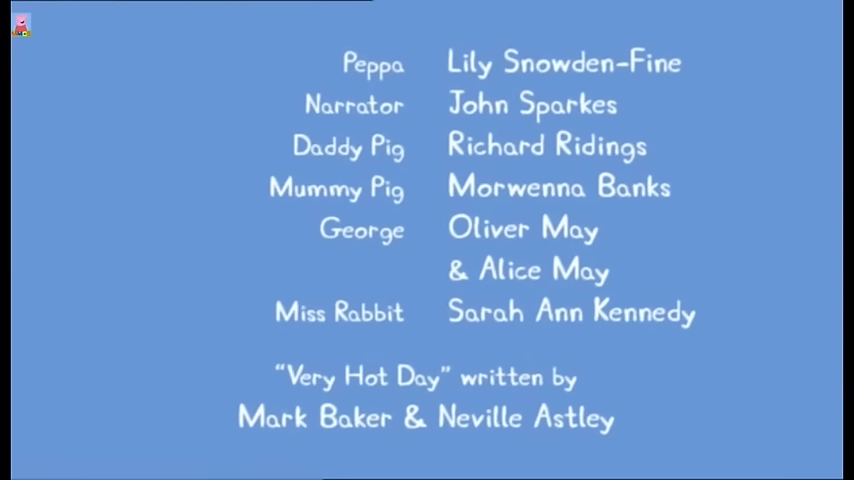 Peppa Lily Snowden-Fine
Narrator John Sparkes
Daddy Pig Richard Ridings
Mummy Pig Morwenna Banks
George Oliver May
& Alice May
Miss Rabbit Sarah Ann Kennedy
"Very Hot Day" written by
Mark Baker & Neville Astley